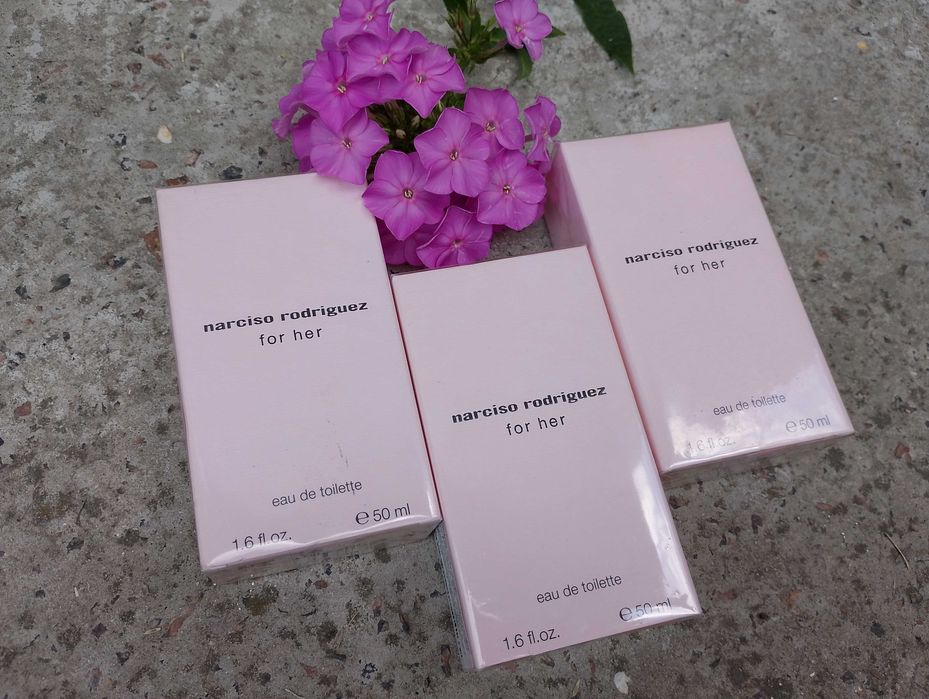 narciso rodriguez
for her
eau de toilette
1.6 fl.oz. ℮ 50 ml
narciso rodriguez
for her
eau de toilette
1.6 fl.oz. ℮ 50 ml
narciso rodriguez
for her
eau de toilette
1.6 fl.oz. ℮ 50 ml